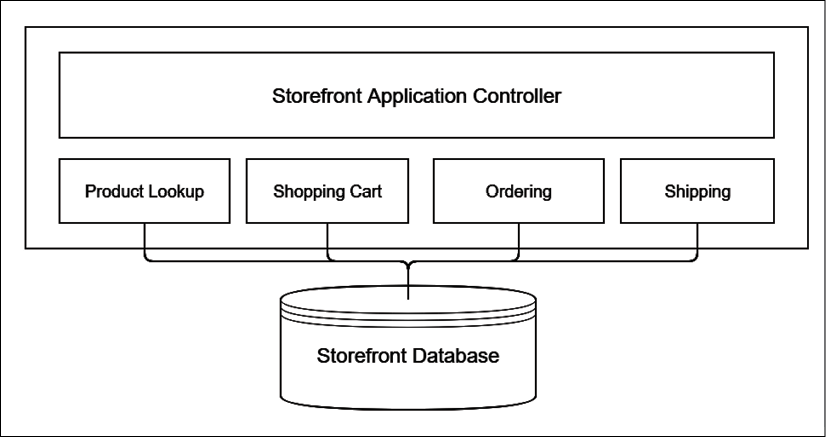 Storefront Application Controller
Product Lookup
Shopping Cart
Ordering
Shipping
Storefront Database